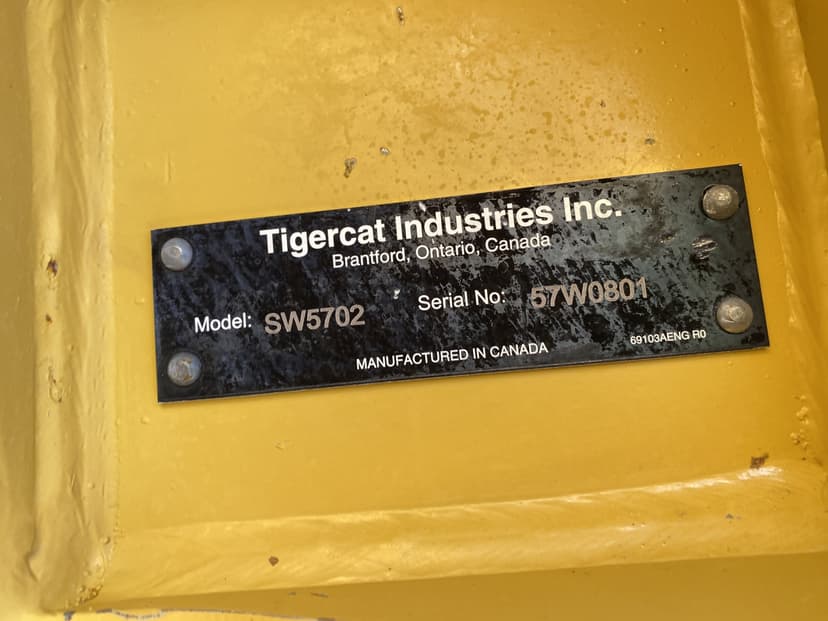 Tigercat Industries Inc.
Brantford, Ontario, Canada
Model: SW5702 Serial No: 57W0801
MANUFACTURED IN CANADA 69103AENG R0